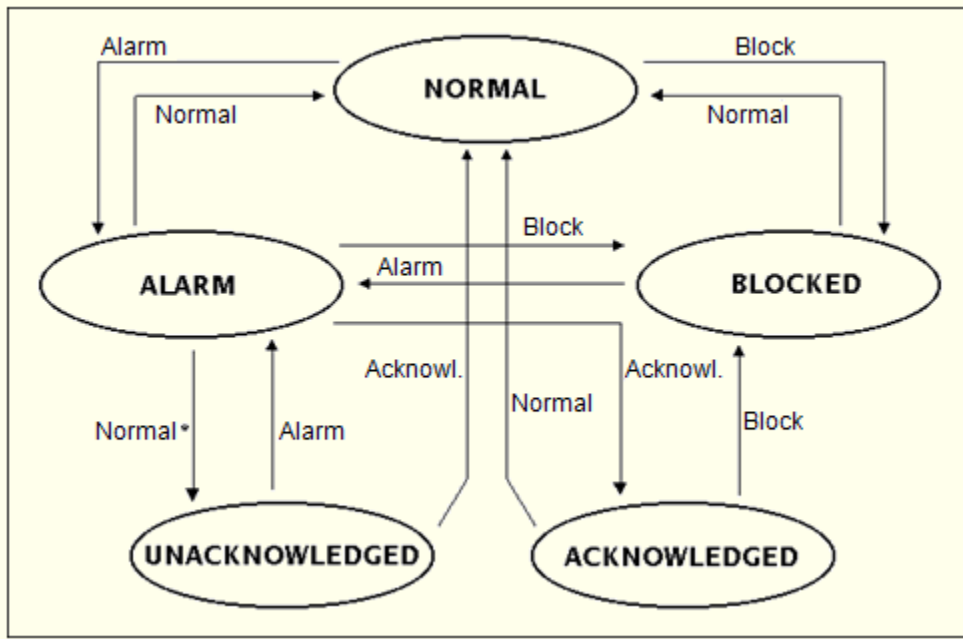 Alarm
Block
NORMAL
Normal
Normal
Block
Alarm
ALARM
BLOCKED
Acknowl.
Acknowl.
Normal
Block
Normal*
Alarm
UNACKNOWLEDGED
ACKNOWLEDGED